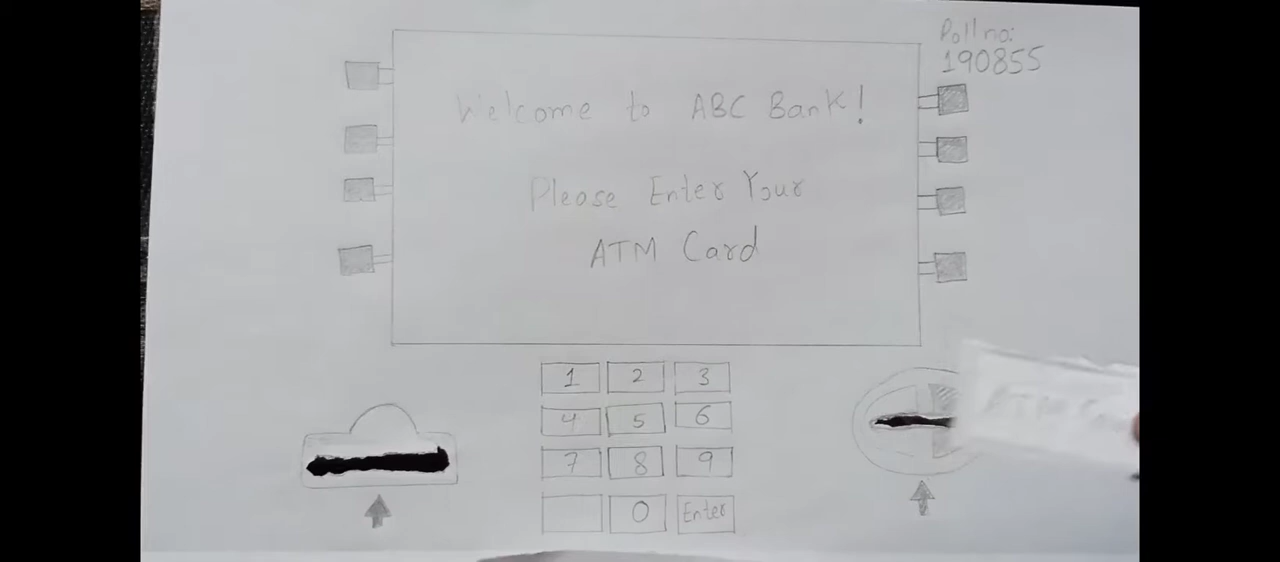 Roll no:
190855
Welcome to ABC Bank!
Please Enter Your
ATM Card
1 2 3
4 5 6
7 8 9
0 Enter
ATM